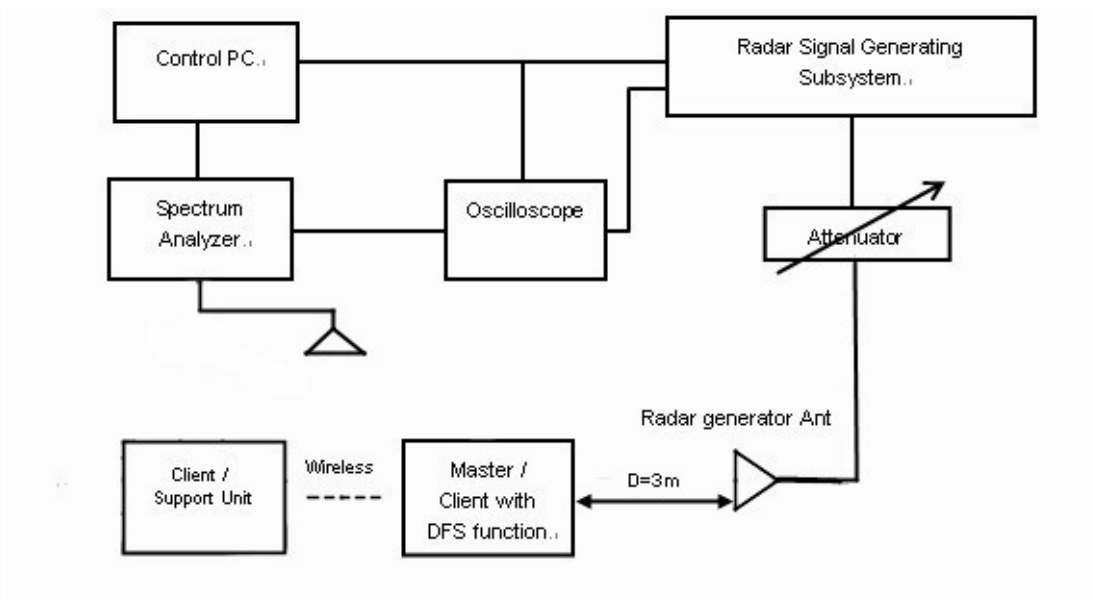 Control PC.
Radar Signal Generating
Subsystem.
Spectrum
Analyzer.
Oscilloscope
Attenuator
Radar generator Ant
Client /
Support Unit
Wireless
Master /
Client with
DFS function.
D=3m